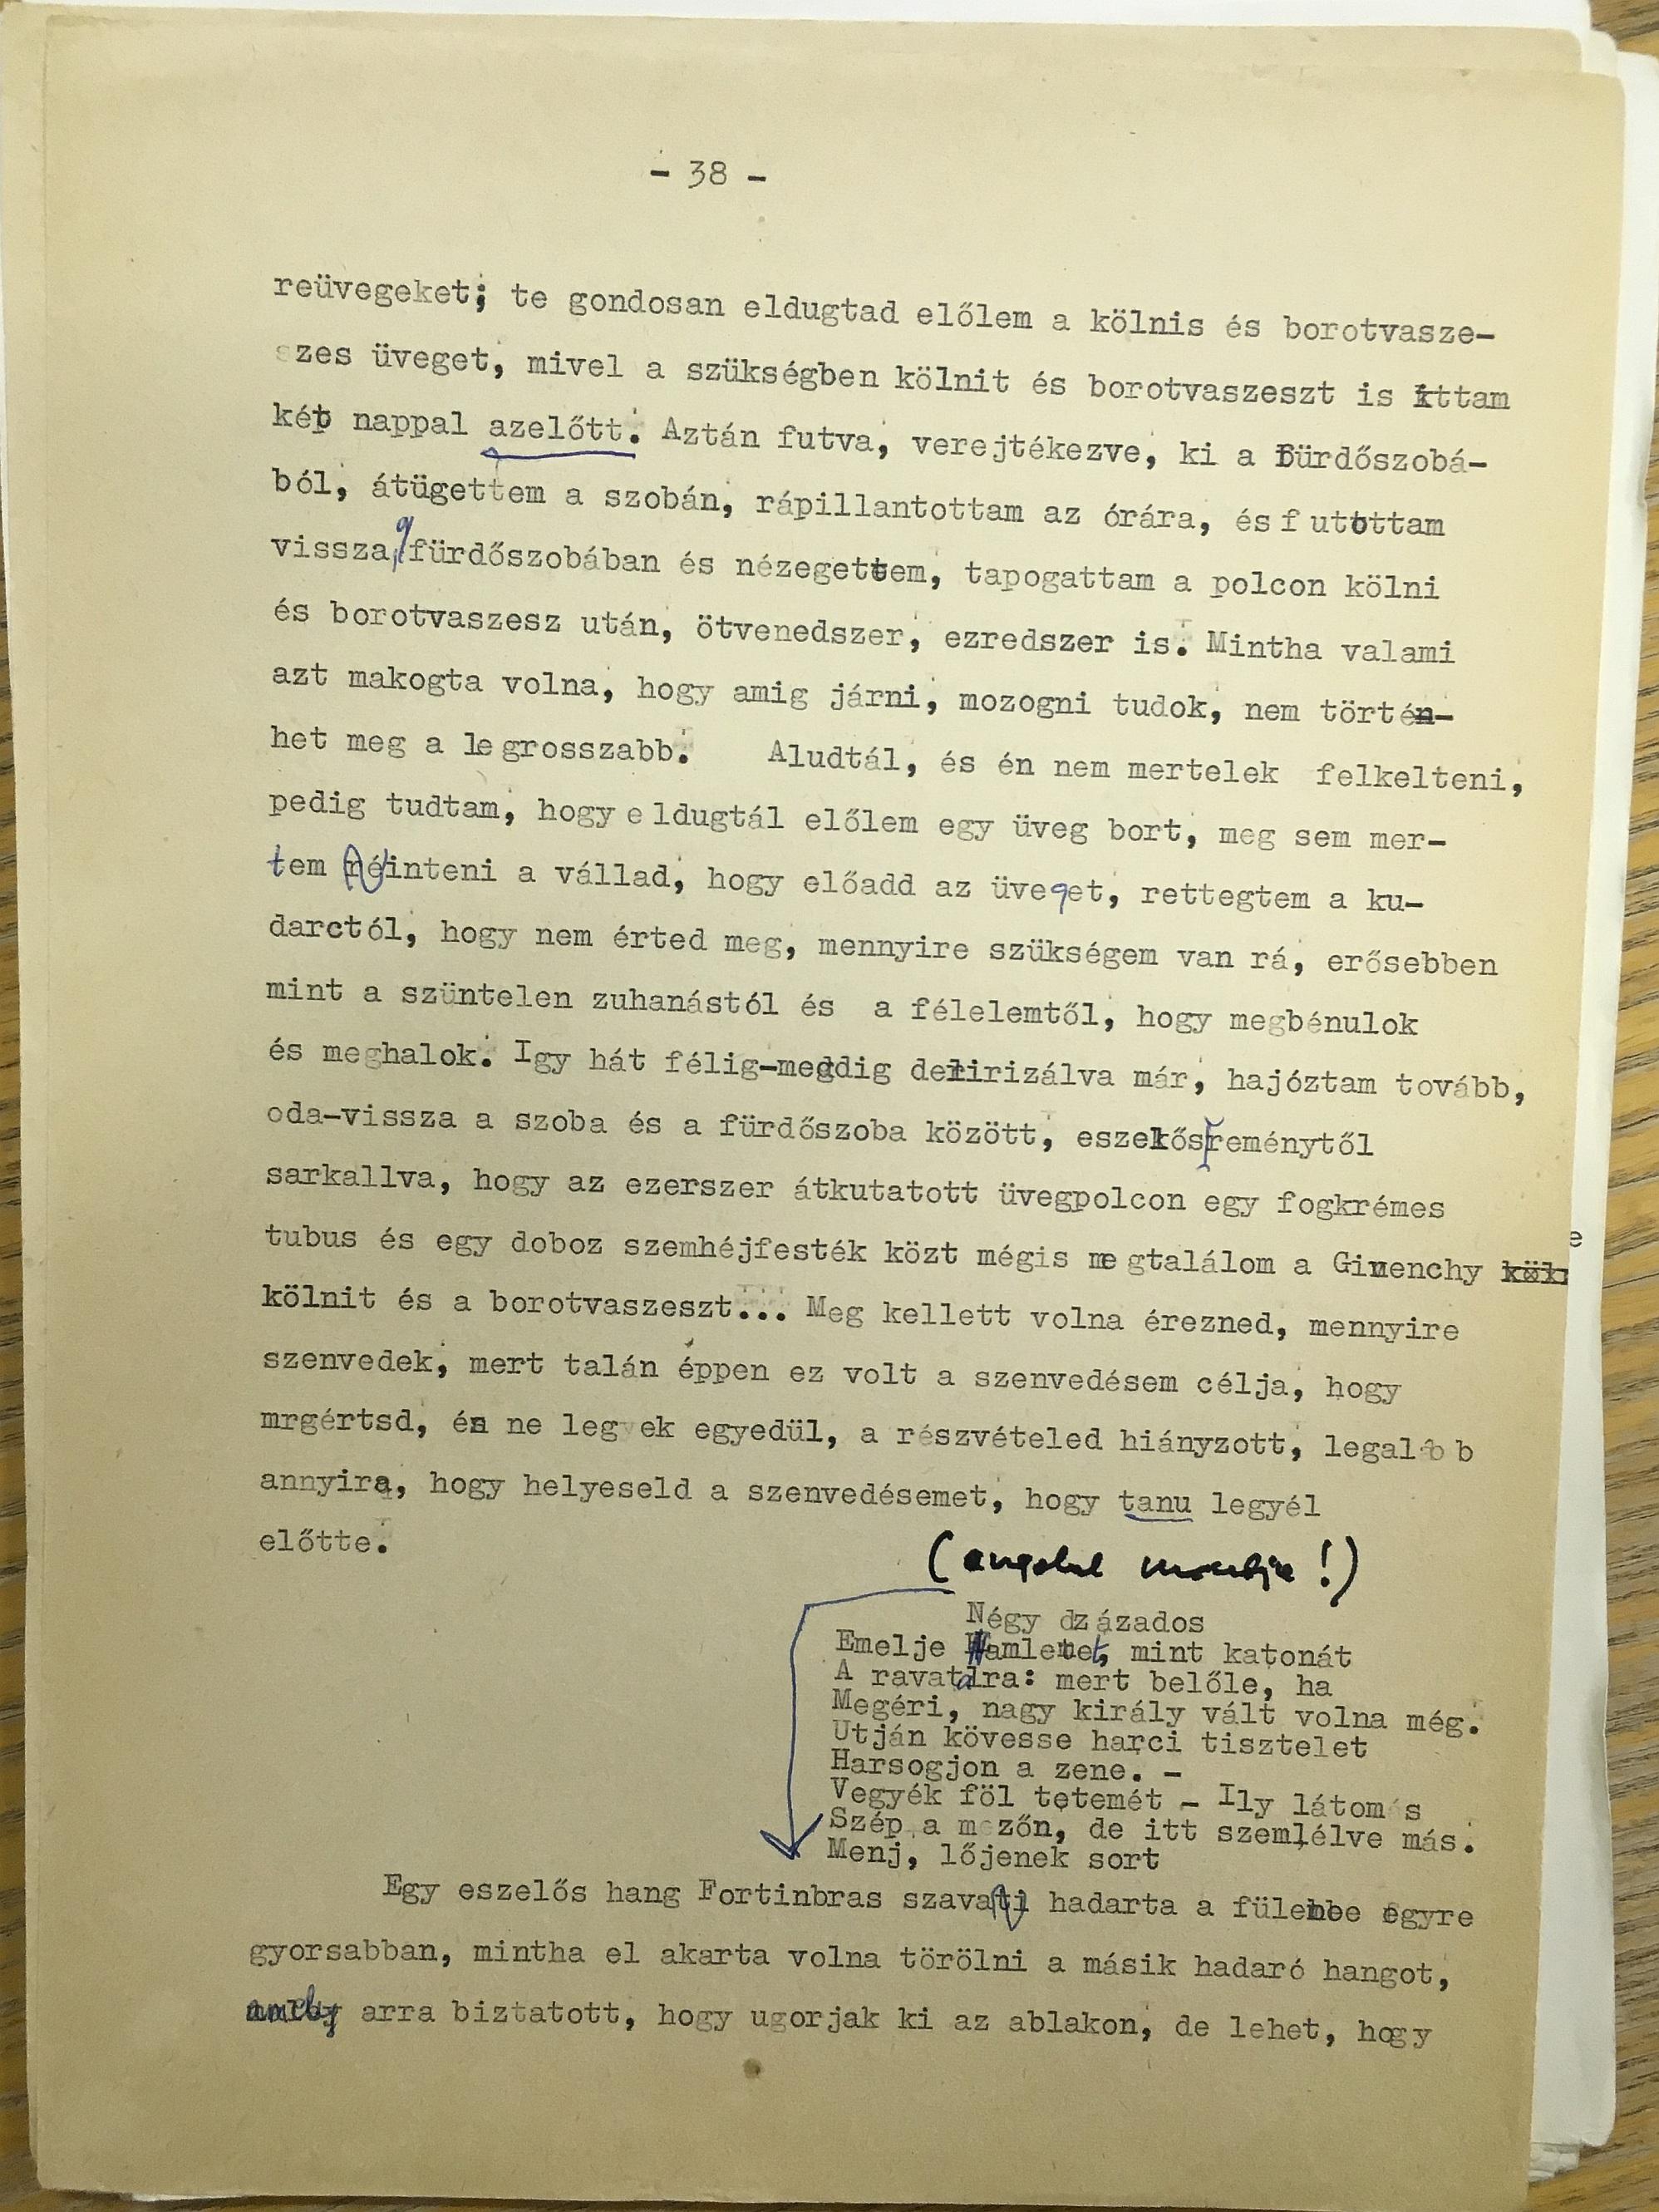 - 38 -
reüvegeket; te gondosan eldugtad előlem a kölnis és borotvasze-
szes üveget, mivel a szükségben kölnit és borotvaszeszt is ittam
két nappal azelőtt. Aztán futva, verejtékezve, ki a fürdőszobá-
ból, átügettem a szobán, rápillantottam az órára, és futottam
vissza, a fürdőszobában és nézegettem, tapogattam a polcon kölni
és borotvaszesz után, ötvenedszer, ezredszer is. Mintha valami
azt makogta volna, hogy amig járni, mozogni tudok, nem történ-
het meg a legrosszabb. Aludtál, és én nem mertelek felkelteni,
pedig tudtam, hogy eldugtál előlem egy üveg bort, meg sem mer-
tem érinteni a vállad, hogy előadd az üveget, rettegtem a ku-
darctól, hogy nem érted meg, mennyire szükségem van rá, erősebben
mint a szüntelen zuhanástól és a félelemtől, hogy megbénulok
és meghalok. Igy hát félig-meddig delirizálva már, hajóztam tovább,
oda-vissza a szoba és a fürdőszoba között, eszelős reménytől
sarkallva, hogy az ezerszer átkutatott üvegpolcon egy fogkrémes
tubus és egy doboz szemhéjfesték közt mégis megtalálom a Givenchy
kölnit és a borotvaszeszt... Meg kellett volna érezned, mennyire
szenvedek, mert talán éppen ez volt a szenvedésem célja, hogy
mrgértsd, én ne legyek egyedül, a részvételed hiányzott, legalább
annyira, hogy helyeseld a szenvedésemet, hogy tanu legyél
előtte.
(angolul mondja!)
Négy százados
Emelje Hamletet, mint katonát
A ravatalra: mert belőle, ha
Megéri, nagy király vált volna még.
Utján kövesse harci tisztelet
Harsogjon a zene. -
Vegyék föl tetemét - Ily látomás
Szép a mezőn, de itt szemlélve más.
Menj, lőjenek sort
Egy eszelős hang Fortinbras szavait hadarta a fülembe egyre
gyorsabban, mintha el akarta volna törölni a másik hadaró hangot,
amely arra biztatott, hogy ugorjak ki az ablakon, de lehet, hogy